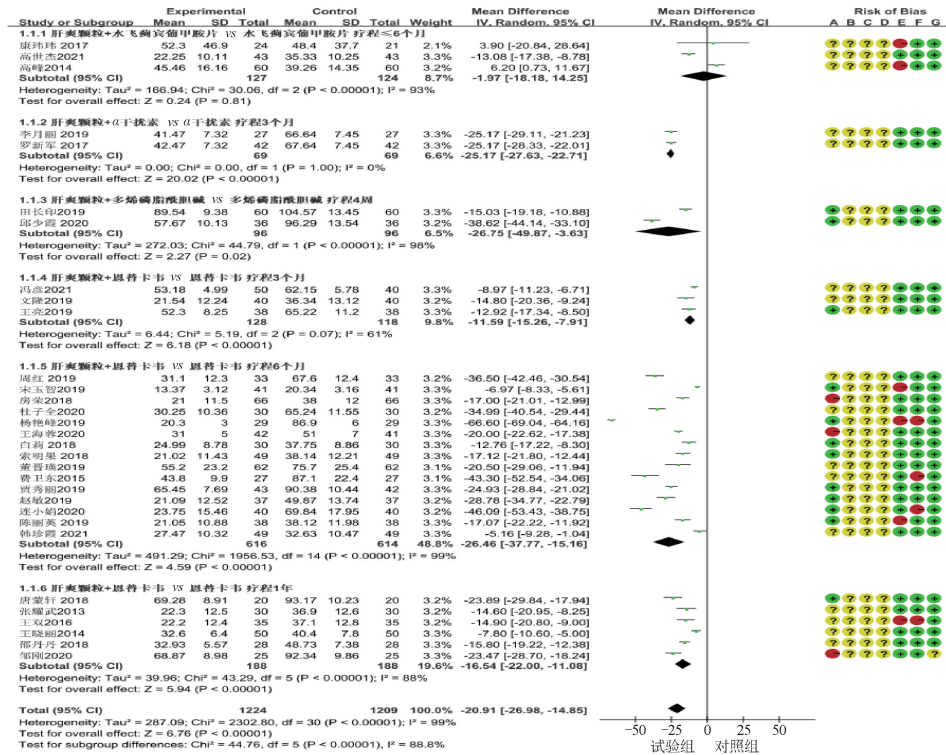 Experimental Control Mean Difference Mean Difference Risk of Bias
Study or Subgroup Mean SD Total Mean SD Total Weight IV, Random, 95% CI IV, Random, 95% CI A B C D E F G
1.1.1 肝爽颗粒+水飞蓟宾葡甲胺片 VS 水飞蓟宾葡甲胺片 疗程≤6个月
康玮玮 2017 52.3 46.9 24 48.4 37.7 21 2.1% 3.90 [-20.84, 28.64] ? ? ? ? − + +
高世杰2021 22.25 10.11 43 35.33 10.25 43 3.2% -13.08 [-17.38, -8.78] ? ? ? ? + + +
高峰2014 45.46 16.16 60 39.26 14.35 60 3.2% 6.20 [0.73, 11.67] ? ? ? ? − + +
Subtotal (95% CI) 127 124 8.7% -1.97 [-18.18, 14.25]
Heterogeneity: Tau² = 166.94; Chi² = 30.06, df = 2 (P < 0.00001); I² = 93%
Test for overall effect: Z = 0.24 (P = 0.81)
1.1.2 肝爽颗粒+α干扰素 VS α干扰素 疗程3个月
李月丽 2019 41.47 7.32 27 66.64 7.45 27 3.3% -25.17 [-29.11, -21.23] ? ? ? ? + + +
罗新军 2017 42.47 7.32 42 67.64 7.45 42 3.3% -25.17 [-28.33, -22.01] ? ? ? ? + + +
Subtotal (95% CI) 69 69 6.6% -25.17 [-27.63, -22.71]
Heterogeneity: Tau² = 0.00; Chi² = 0.00, df = 1 (P = 1.00); I² = 0%
Test for overall effect: Z = 20.02 (P < 0.00001)
1.1.3 肝爽颗粒+多烯磷脂酰胆碱 VS 多烯磷脂酰胆碱 疗程4周
田长印2019 89.54 9.38 60 104.57 13.45 60 3.2% -15.03 [-19.18, -10.88] + ? ? ? + + +
邱少霞 2020 57.67 10.13 36 96.29 13.54 36 3.2% -38.62 [-44.14, -33.10] + ? ? ? + + +
Subtotal (95% CI) 96 96 6.5% -26.75 [-49.87, -3.63]
Heterogeneity: Tau² = 272.03; Chi² = 44.79, df = 1 (P < 0.00001); I² = 98%
Test for overall effect: Z = 2.27 (P = 0.02)
1.1.4 肝爽颗粒+恩替卡韦 VS 恩替卡韦 疗程3个月
冯彦2021 53.18 4.99 50 62.15 5.78 40 3.3% -8.97 [-11.23, -6.71] + ? ? ? + + +
文隆2019 21.54 12.24 40 36.34 13.12 40 3.2% -14.80 [-20.36, -9.24] ? ? ? ? + + +
王亮2019 52.3 8.25 38 65.22 11.2 38 3.2% -12.92 [-17.34, -8.50] + ? ? ? + + +
Subtotal (95% CI) 128 118 9.8% -11.59 [-15.26, -7.91]
Heterogeneity: Tau² = 6.44; Chi² = 5.19, df = 2 (P = 0.07); I² = 61%
Test for overall effect: Z = 6.18 (P < 0.00001)
1.1.5 肝爽颗粒+恩替卡韦 VS 恩替卡韦 疗程6个月
周红 2019 31.1 12.3 33 67.6 12.4 33 3.2% -36.50 [-42.46, -30.54] ? ? ? ? + + +
宋玉智2019 13.37 3.12 41 20.34 3.16 41 3.3% -6.97 [-8.33, -5.61] + ? ? ? − + +
房荣2018 21 11.5 66 38 12 66 3.3% -17.00 [-21.01, -12.99] − ? ? ? + + +
杜子全2020 30.25 10.36 30 65.24 11.55 30 3.2% -34.99 [-40.54, -29.44] ? ? ? ? + + +
杨艳峰2019 20.3 3 29 86.9 6 29 3.3% -66.60 [-69.04, -64.16] + ? ? ? − − +
王海蓉2020 31 5 42 51 7 41 3.3% -20.00 [-22.62, -17.38] − ? ? ? + + +
白莉 2018 24.99 8.78 30 37.75 8.86 30 3.2% -12.76 [-17.22, -8.30] + ? ? ? + + +
索明果 2018 21.02 11.43 49 38.14 12.21 49 3.2% -17.12 [-21.80, -12.44] + ? ? ? + + +
董晋瑛2019 55.2 23.2 62 75.7 25.4 62 3.1% -20.50 [-29.06, -11.94] ? ? ? ? + + +
费卫东2015 43.8 9.9 27 87.1 22.4 27 3.1% -43.30 [-52.54, -34.06] ? ? ? ? + − +
贾秀丽2019 65.45 7.69 43 90.38 10.44 42 3.3% -24.93 [-28.84, -21.02] + ? ? ? + + +
赵敏2019 21.09 12.52 37 49.87 13.74 37 3.2% -28.78 [-34.77, -22.79] + ? ? ? + + +
连小娟2020 23.75 15.46 40 69.84 17.95 40 3.1% -46.09 [-53.43, -38.75] + ? ? ? + − +
陈丽英 2019 21.05 10.88 38 38.12 11.98 38 3.2% -17.07 [-22.22, -11.92] + ? ? ? − + +
韩珍霞 2021 27.47 10.32 49 32.63 10.47 49 3.3% -5.16 [-9.28, -1.04] + ? ? ? + + +
Subtotal (95% CI) 616 614 48.8% -26.46 [-37.77, -15.16]
Heterogeneity: Tau² = 491.29; Chi² = 1956.53, df = 14 (P < 0.00001); I² = 99%
Test for overall effect: Z = 4.59 (P < 0.00001)
1.1.6 肝爽颗粒+恩替卡韦 VS 恩替卡韦 疗程1年
唐蒙轩 2018 69.28 8.91 20 93.17 10.23 20 3.2% -23.89 [-29.84, -17.94] + ? ? ? + + +
张耀武2013 22.3 12.5 30 36.9 12.6 30 3.2% -14.60 [-20.95, -8.25] ? ? ? ? + + +
王双2016 22.2 12.4 35 37.1 12.8 35 3.2% -14.90 [-20.80, -9.00] ? ? ? ? − − +
王晓丽2014 32.6 6.4 50 40.4 7.8 50 3.3% -7.80 [-10.60, -5.00] ? ? ? ? + + +
邵丹丹 2018 32.93 5.57 28 48.73 7.38 28 3.3% -15.80 [-19.22, -12.38] ? ? ? ? + + +
邹刚2020 68.87 8.98 25 92.34 9.86 25 3.2% -23.47 [-28.70, -18.24] − ? ? ? + + ?
Subtotal (95% CI) 188 188 19.6% -16.54 [-22.00, -11.08]
Heterogeneity: Tau² = 39.96; Chi² = 43.29, df = 5 (P < 0.00001); I² = 88%
Test for overall effect: Z = 5.94 (P < 0.00001)
Total (95% CI) 1224 1209 100.0% -20.91 [-26.98, -14.85]
Heterogeneity: Tau² = 287.09; Chi² = 2302.80, df = 30 (P < 0.00001); I² = 99%
Test for overall effect: Z = 6.76 (P < 0.00001)
Test for subgroup differences: Chi² = 44.76, df = 5 (P < 0.00001), I² = 88.8%
−50 −25 0 25 50
试验组 对照组